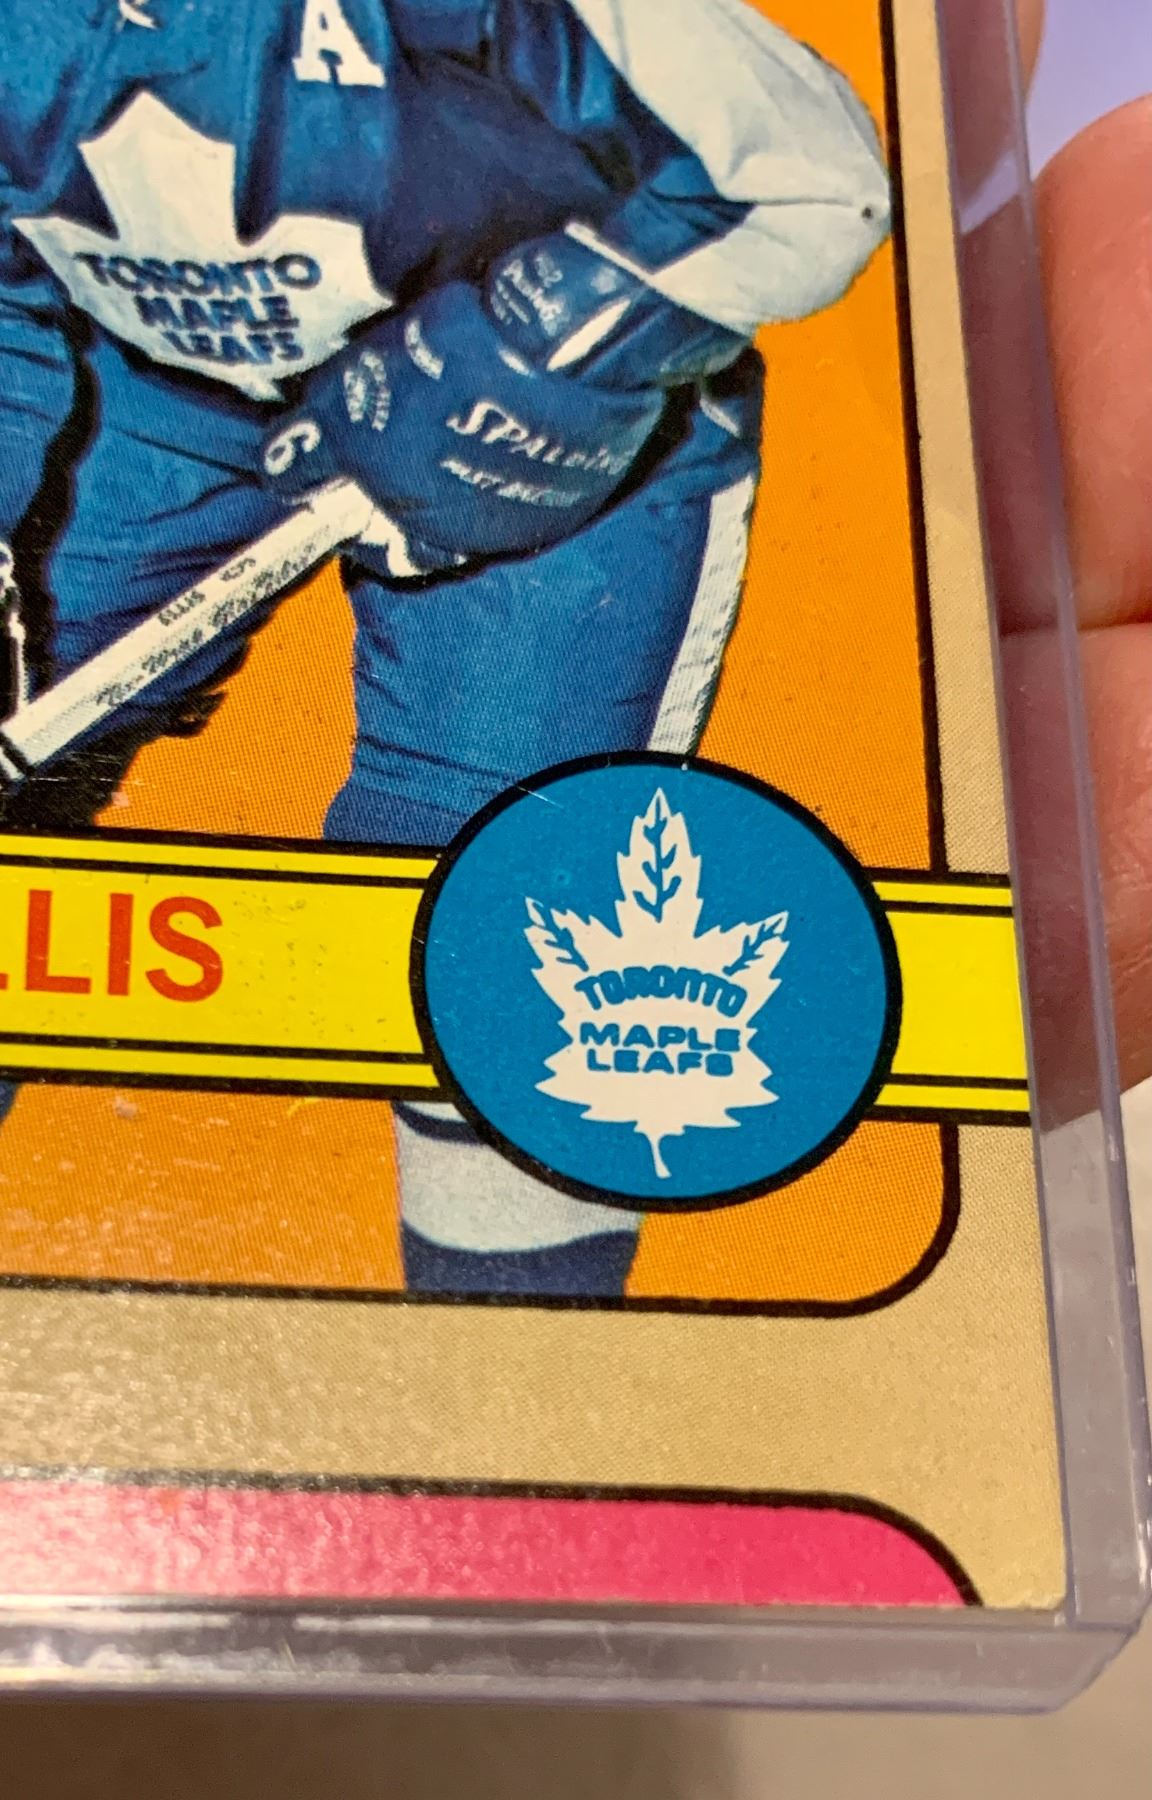 A
TORONTO
MAPLE
LEAFS
6
SPALDING
ELLIS
LLIS
TORONTO
MAPLE
LEAFS